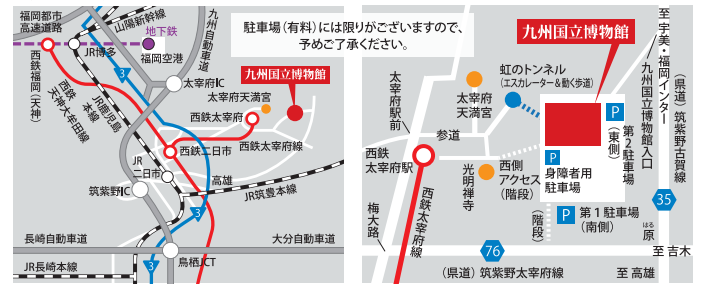 駐車場（有料）には限りがございますので、
予めご了承ください。
福岡都市
高速道路
山陽新幹線
地下鉄
九州自動車道
JR博多
福岡空港
3
西鉄福岡（天神）
西鉄
天神大牟田線
JR鹿児島
本線
太宰府IC
九州国立博物館
太宰府天満宮
西鉄太宰府
西鉄太宰府線
西鉄二日市
JR
二日市
高雄
筑紫野IC
JR筑豊本線
3
長崎自動車道
大分自動車道
3
鳥栖JCT
JR長崎本線
九州国立博物館
至 宇美・福岡インター
虹のトンネル
（エスカレーター＆動く歩道）
太宰府
天満宮
太宰府駅前
参道
西鉄
太宰府駅
光明禅寺
西側
アクセス
（階段）
P
身障者用
駐車場
P
第２駐車場
（東側）
九州国立博物館入口
（県道）筑紫野古賀線
35
P
第１駐車場
（南側）
（階段）
梅大路
西鉄太宰府線
76
（県道）筑紫野太宰府線
はる
原
至 吉木
至 高雄